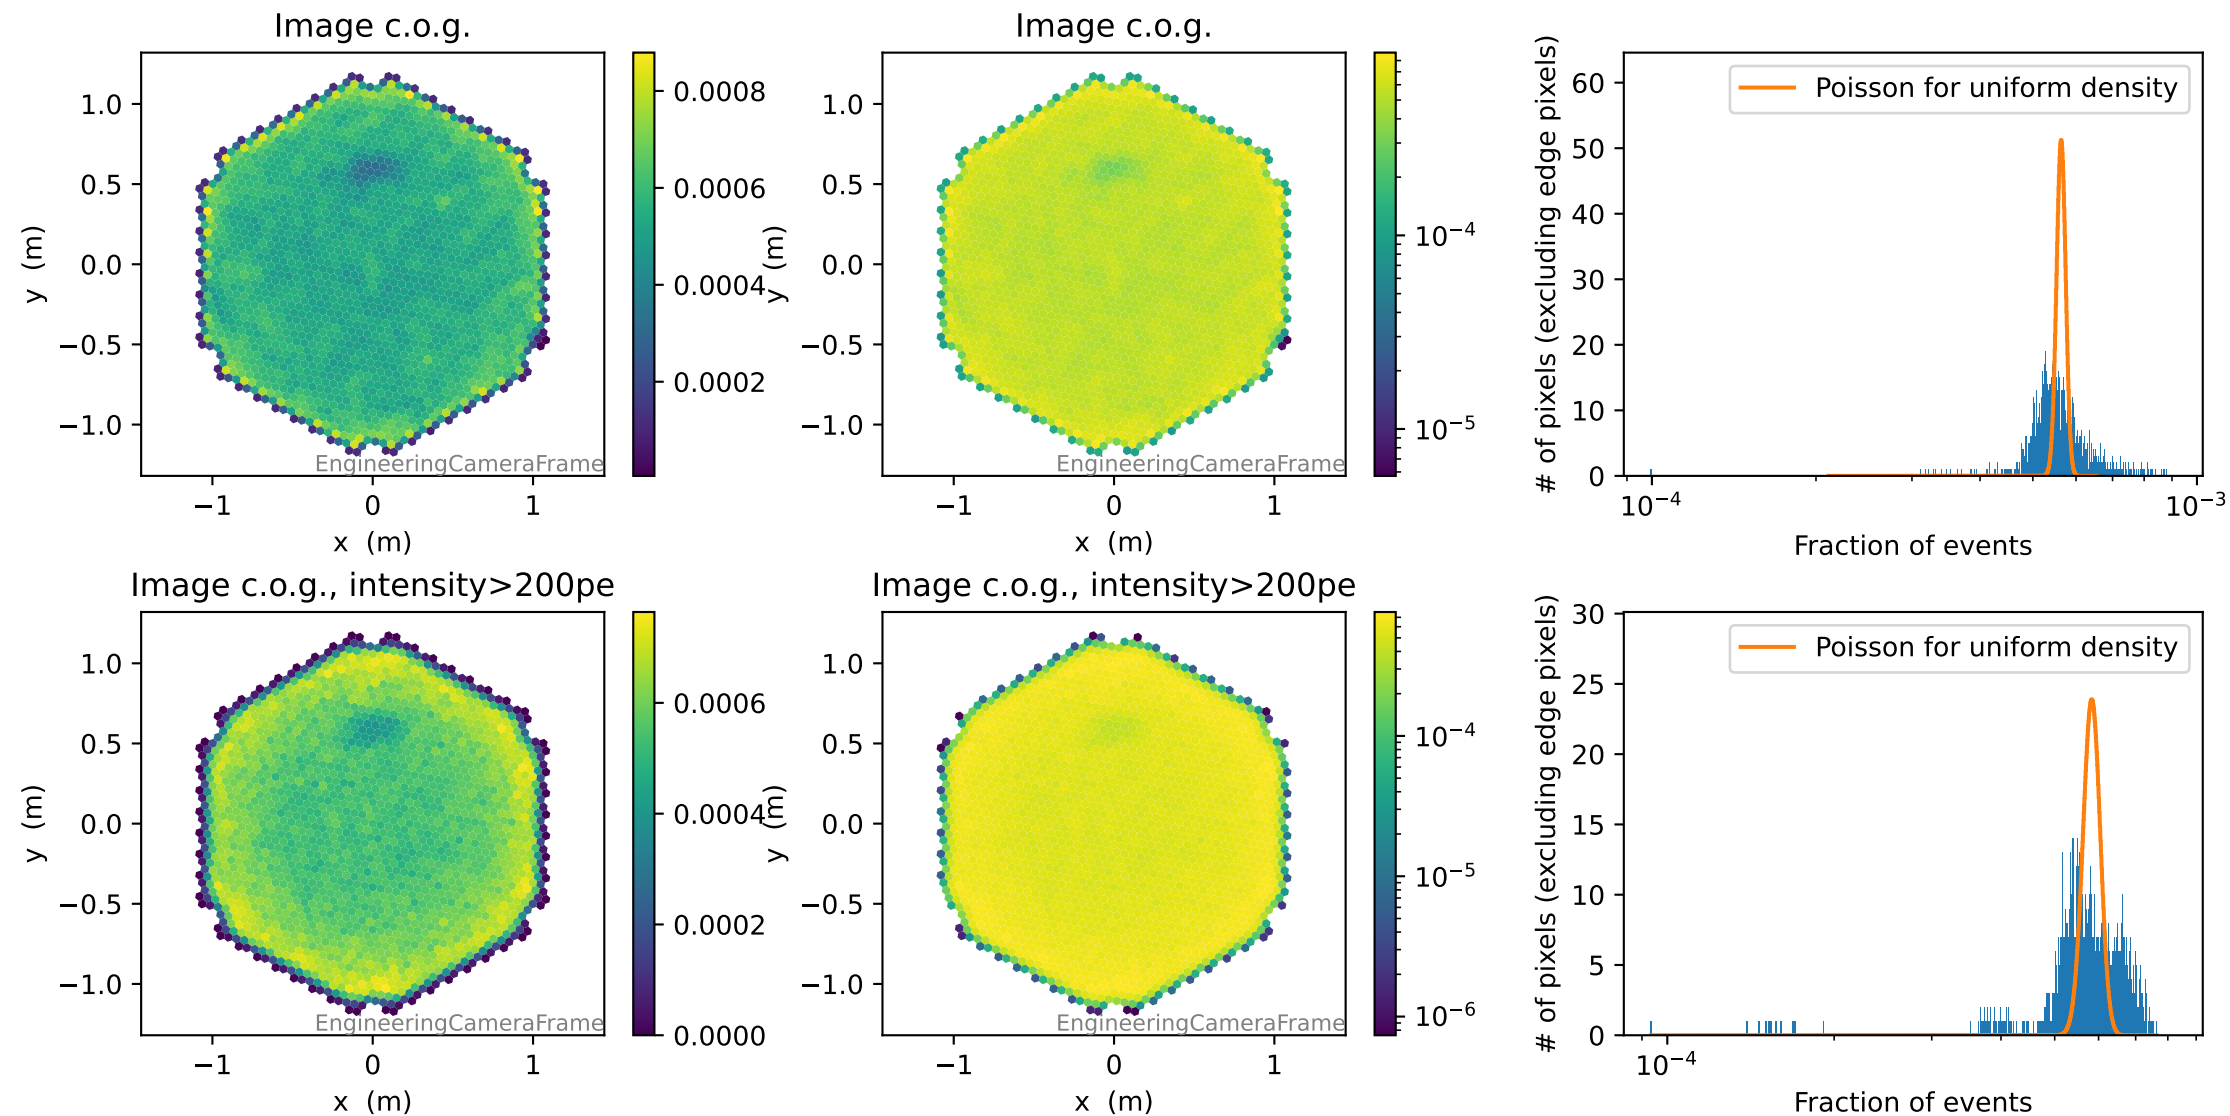 Image c.o.g.
1.0
0.5
0.0
−0.5
−1.0
y (m)
−1
0
1
x (m)
EngineeringCameraFrame
0.0008
0.0006
0.0004
0.0002
Image c.o.g.
1.0
0.5
0.0
−0.5
−1.0
y (m)
−1
0
1
x (m)
EngineeringCameraFrame
10⁻⁴
10⁻⁵
# of pixels (excluding edge pixels)
60
50
40
30
20
10
0
Poisson for uniform density
10⁻⁴
10⁻³
Fraction of events
Image c.o.g., intensity>200pe
1.0
0.5
0.0
−0.5
−1.0
y (m)
−1
0
1
x (m)
EngineeringCameraFrame
0.0006
0.0004
0.0002
0.0000
Image c.o.g., intensity>200pe
1.0
0.5
0.0
−0.5
−1.0
y (m)
−1
0
1
x (m)
EngineeringCameraFrame
10⁻⁴
10⁻⁵
10⁻⁶
# of pixels (excluding edge pixels)
30
25
20
15
10
5
0
Poisson for uniform density
10⁻⁴
Fraction of events